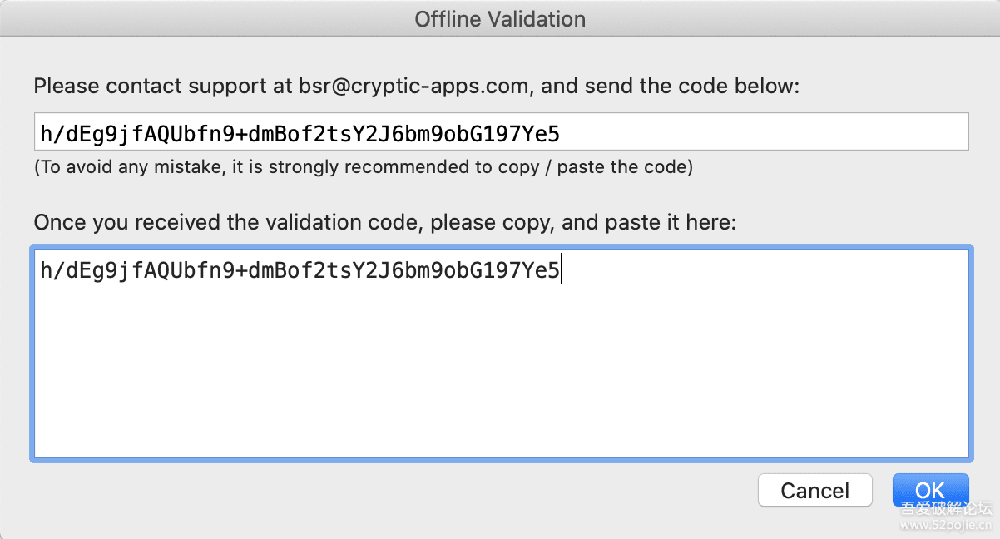 Offline Validation
Please contact support at bsr@cryptic-apps.com, and send the code below:
h/dEg9jfAQUbfn9+dmBof2tsY2J6bm9obG197Ye5
(To avoid any mistake, it is strongly recommended to copy / paste the code)
Once you received the validation code, please copy, and paste it here:
h/dEg9jfAQUbfn9+dmBof2tsY2J6bm9obG197Ye5
Cancel
OK
吾爱破解论坛
www.52pojie.cn